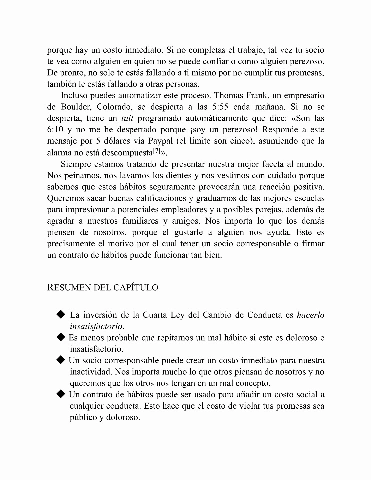 porque hay un costo inmediato. Si no completas el trabajo, tal vez tu socio
te vea como alguien en quien no se puede confiar o como alguien perezoso.
De pronto, no solo te estás fallando a ti mismo por no cumplir tus promesas,
también le estás fallando a otras personas.
Incluso puedes automatizar este proceso. Thomas Frank, un empresario
de Boulder, Colorado, se despierta a las 5:55 cada mañana. Si no se
despierta, tiene un tuit programado automáticamente que dice: «Son las
6:10 y no me he despertado porque ¡soy un perezoso! Responde a este
mensaje por 5 dólares vía Paypal (el límite son cinco), asumiendo que la
alarma no está descompuesta[7]».
Siempre estamos tratando de presentar nuestra mejor faceta al mundo.
Nos peinamos, nos lavamos los dientes y nos vestimos con cuidado porque
sabemos que estos hábitos seguramente provocarán una reacción positiva.
Queremos sacar buenas calificaciones y graduarnos de las mejores escuelas
para impresionar a potenciales empleadores y a posibles parejas, además de
agradar a nuestros familiares y amigos. Nos importa lo que los demás
piensen de nosotros, porque el gustarle a alguien nos ayuda. Este es
precisamente el motivo por el cual tener un socio corresponsable o firmar
un contrato de hábitos puede funcionar tan bien.
RESUMEN DEL CAPÍTULO
◆ La inversión de la Cuarta Ley del Cambio de Conducta es hacerlo
insatisfactorio.
◆ Es menos probable que repitamos un mal hábito si este es doloroso e
insatisfactorio.
◆ Un socio corresponsable puede crear un costo inmediato para nuestra
inactividad. Nos importa mucho lo que otros piensan de nosotros y no
queremos que los otros nos tengan en un mal concepto.
◆ Un contrato de hábitos puede ser usado para añadir un costo social a
cualquier conducta. Esto hace que el costo de violar tus promesas sea
público y doloroso.